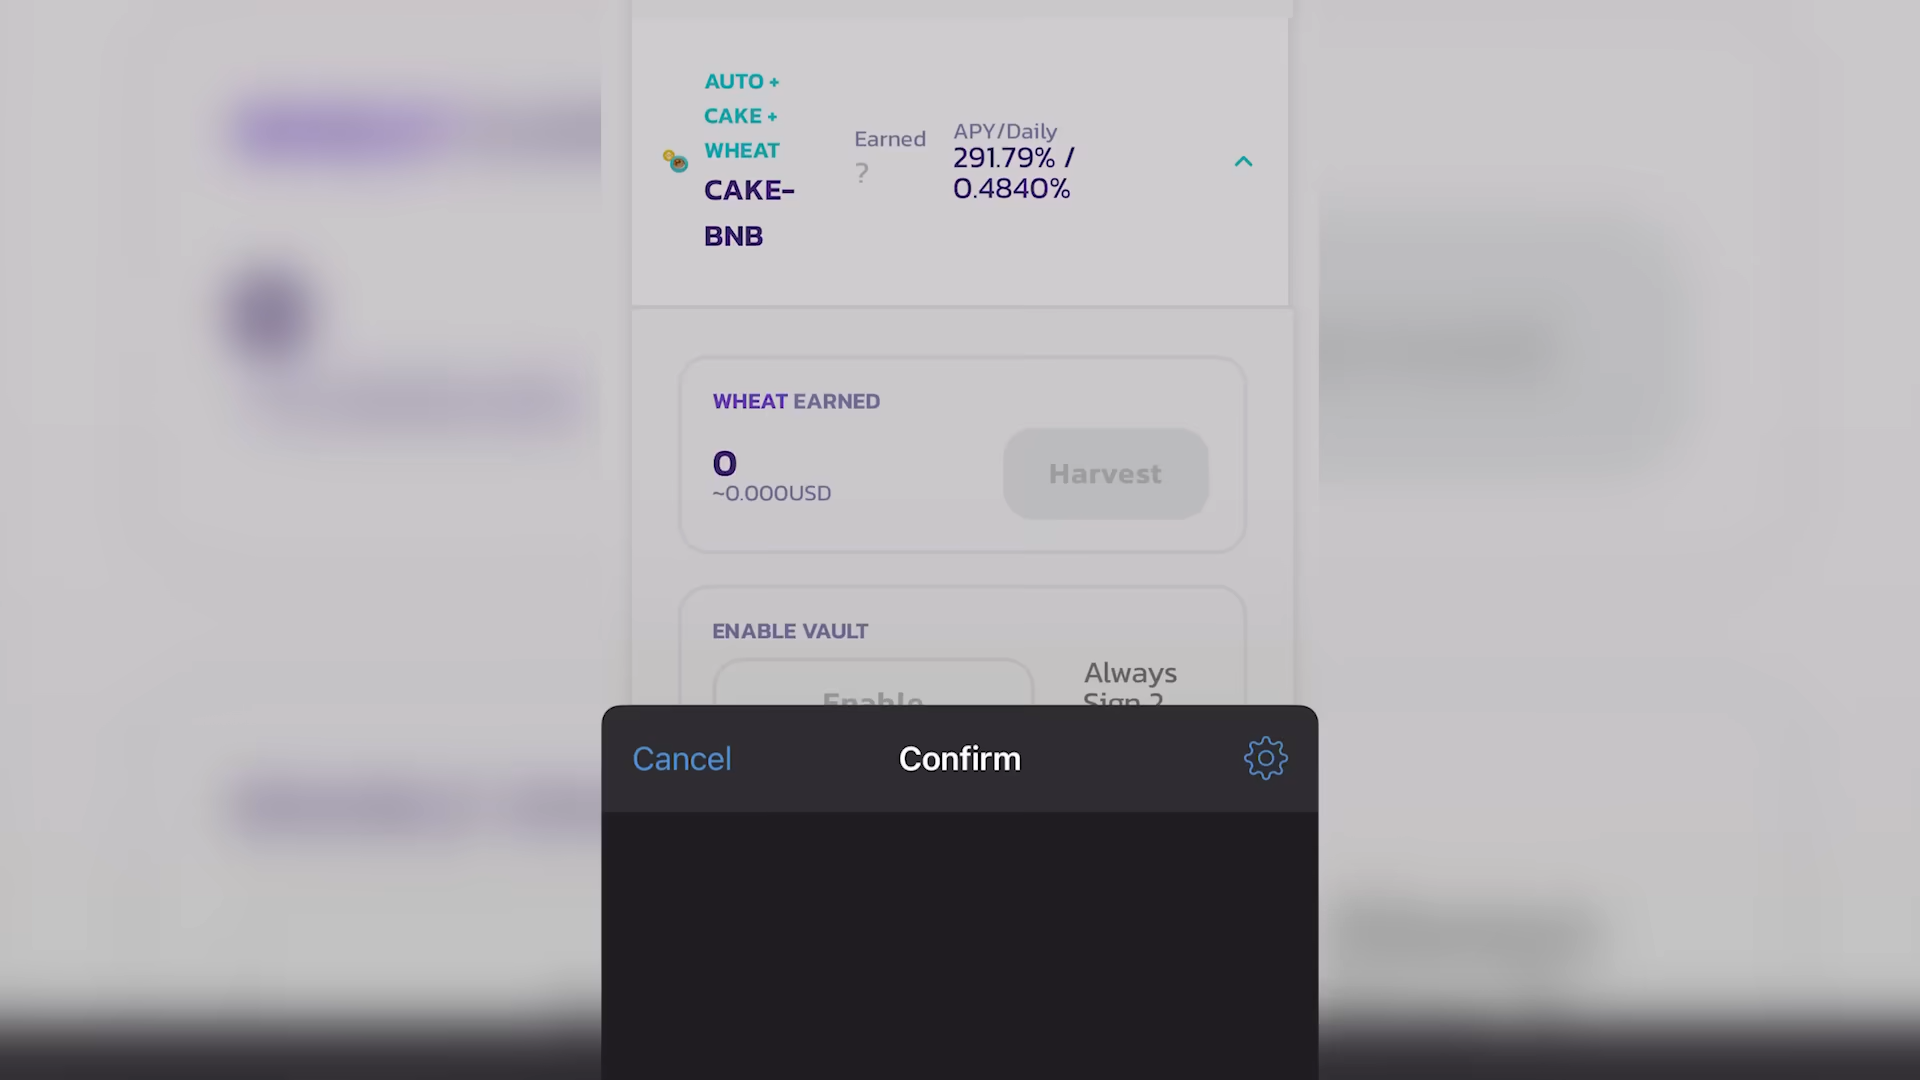 AUTO +
CAKE +
WHEAT
CAKE-
BNB
Earned
?
APY/Daily
291.79% /
0.4840%
WHEAT EARNED
0
~0.000USD
Harvest
ENABLE VAULT
Enable
Always
Sign ?
Cancel
Confirm